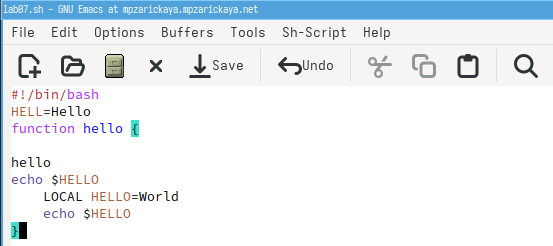 lab07.sh - GNU Emacs at mpzarickaya.mpzarickaya.net
File Edit Options Buffers Tools Sh-Script Help
Save Undo
#!/bin/bash
HELL=Hello
function hello {
hello
echo $HELLO
LOCAL HELLO=World
echo $HELLO
}